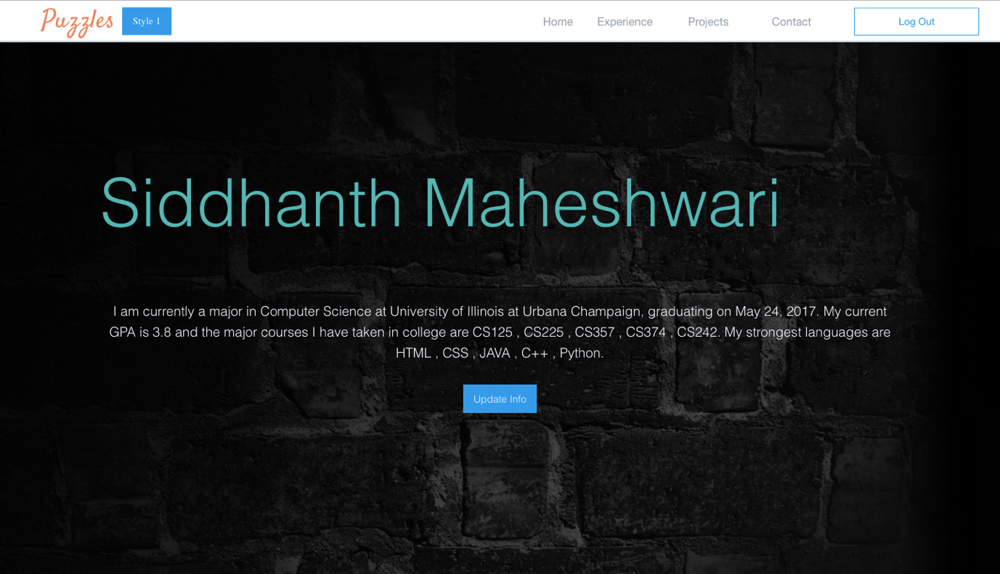 Puzzles
Style 1
Home
Experience
Projects
Contact
Log Out
Siddhanth Maheshwari
I am currently a major in Computer Science at University of Illinois at Urbana Champaign, graduating on May 24, 2017. My current
GPA is 3.8 and the major courses I have taken in college are CS125 , CS225 , CS357 , CS374 , CS242. My strongest languages are
HTML , CSS , JAVA , C++ , Python.
Update Info